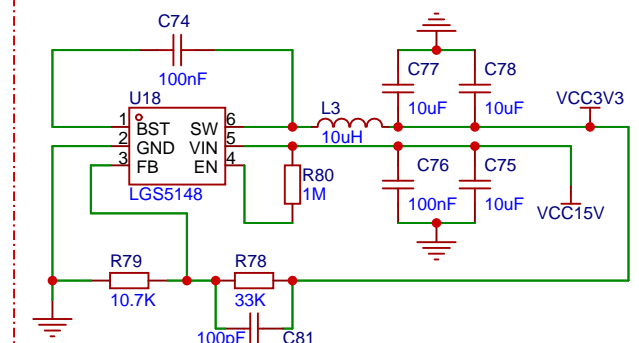 C74
100nF
U18
1 BST SW 6
2 GND VIN 5
3 FB EN 4
LGS5148
L3
10uH
C77
10uF
C78
10uF
VCC3V3
R80
1M
C76
100nF
C75
10uF
VCC15V
R79
10.7K
R78
33K
100pF C81